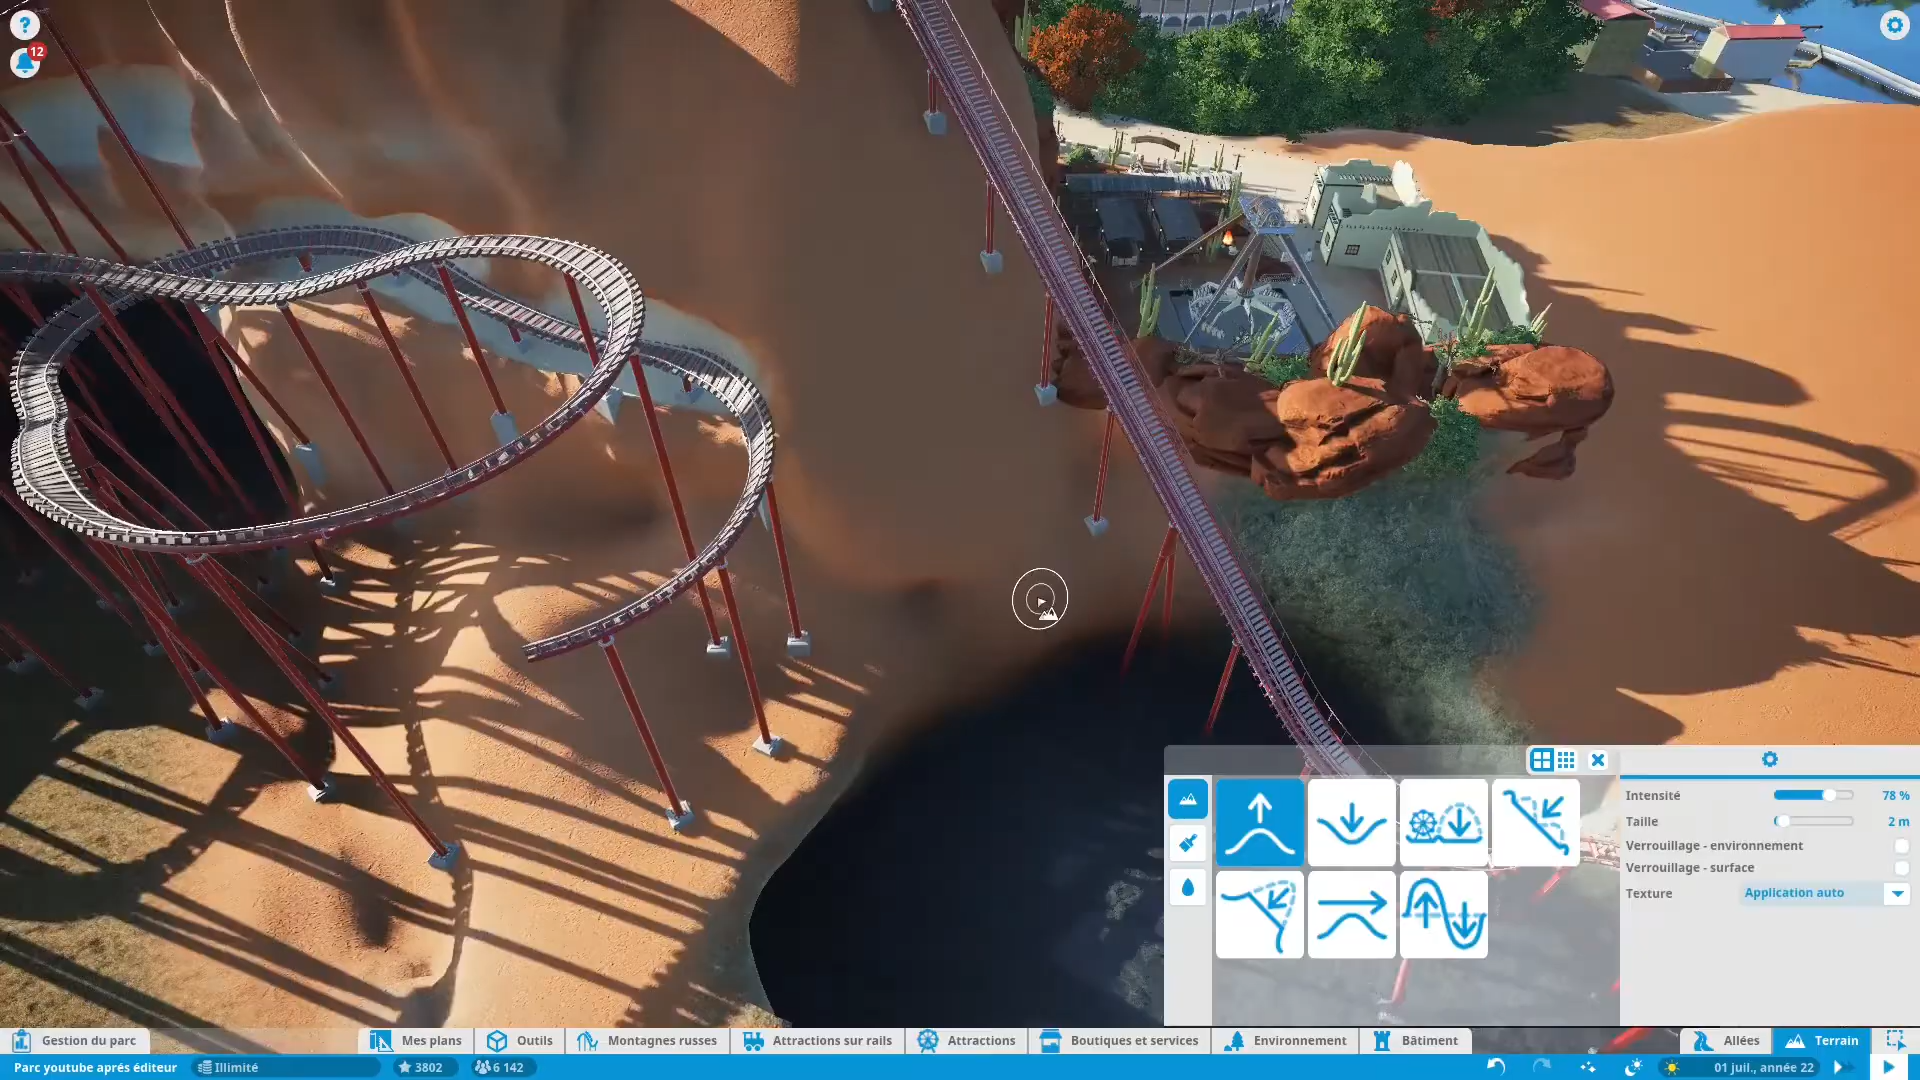 ?
12
Intensité 78 %
Taille 2 m
Verrouillage - environnement
Verrouillage - surface
Texture Application auto
Gestion du parc Mes plans Outils Montagnes russes Attractions sur rails Attractions Boutiques et services Environnement Bâtiment Allées Terrain
Parc youtube aprés éditeur Illimité 3802 6 142 01 juil., année 22